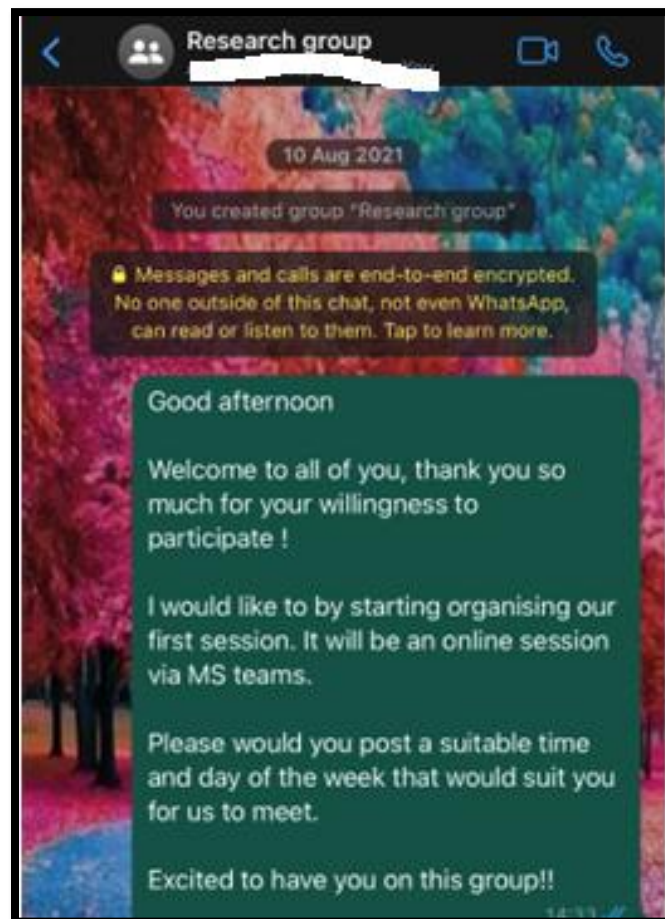 Research group
You
10 Aug 2021
You created group "Research group"
Messages and calls are end-to-end encrypted.
No one outside of this chat, not even WhatsApp,
can read or listen to them. Tap to learn more.
Good afternoon
Welcome to all of you, thank you so
much for your willingness to
participate !
I would like to by starting organising our
first session. It will be an online session
via MS teams.
Please would you post a suitable time
and day of the week that would suit you
for us to meet.
Excited to have you on this group!!
14:33